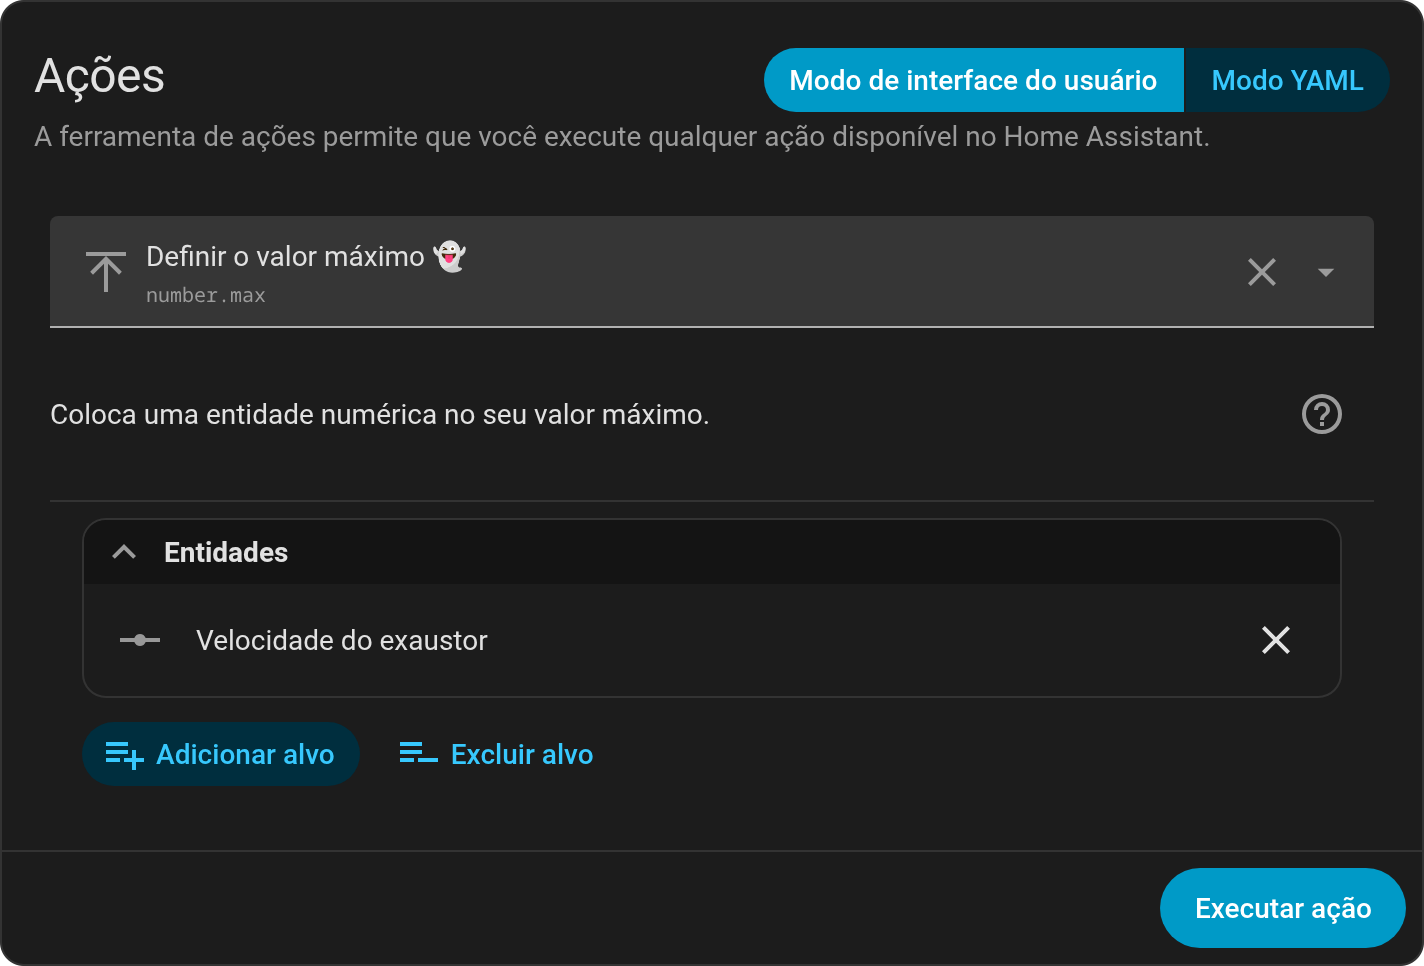 Ações
Modo de interface do usuário
Modo YAML
A ferramenta de ações permite que você execute qualquer ação disponível no Home Assistant.
Definir o valor máximo 👻
number.max
Coloca uma entidade numérica no seu valor máximo.
Entidades
Velocidade do exaustor
Adicionar alvo
Excluir alvo
Executar ação